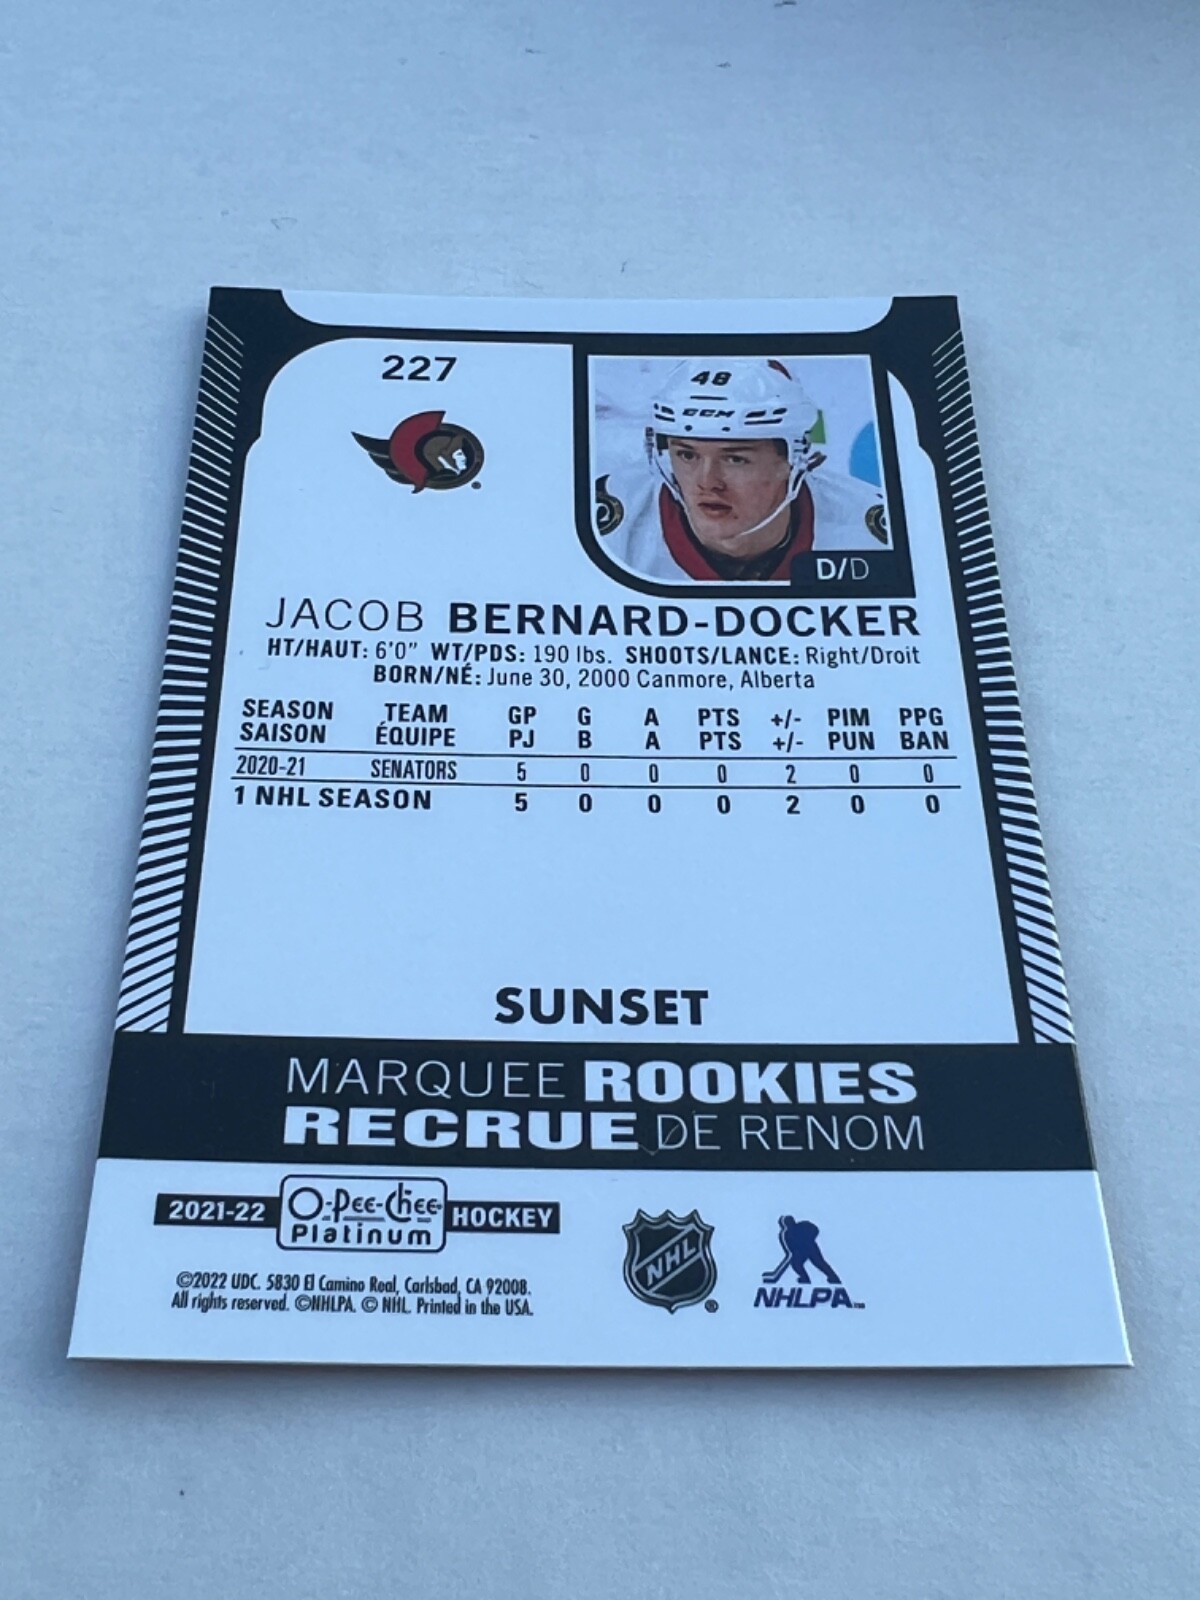 227
48
CCM
D/D
JACOB BERNARD-DOCKER
HT/HAUT: 6'0" WT/PDS: 190 lbs. SHOOTS/LANCE: Right/Droit
BORN/NÉ: June 30, 2000 Canmore, Alberta
SEASON TEAM GP G A PTS +/- PIM PPG
SAISON ÉQUIPE PJ B A PTS +/- PUN BAN
2020-21 SENATORS 5 0 0 0 2 0 0
1 NHL SEASON 5 0 0 0 2 0 0
SUNSET
MARQUEE ROOKIES
RECRUE DE RENOM
2021-22 O-Pee-Chee Platinum HOCKEY
©2022 UDC. 5830 El Camino Real, Carlsbad, CA 92008.
All rights reserved. ©NHLPA. © NHL. Printed in the USA.
NHL ®
NHLPA™